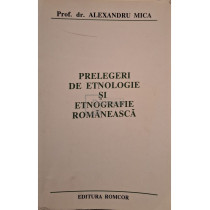 Prof. dr. ALEXANDRU MICA
PRELEGERI
DE ETNOLOGIE
ȘI
ETNOGRAFIE
ROMÂNEASCĂ
EDITURA ROMCOR